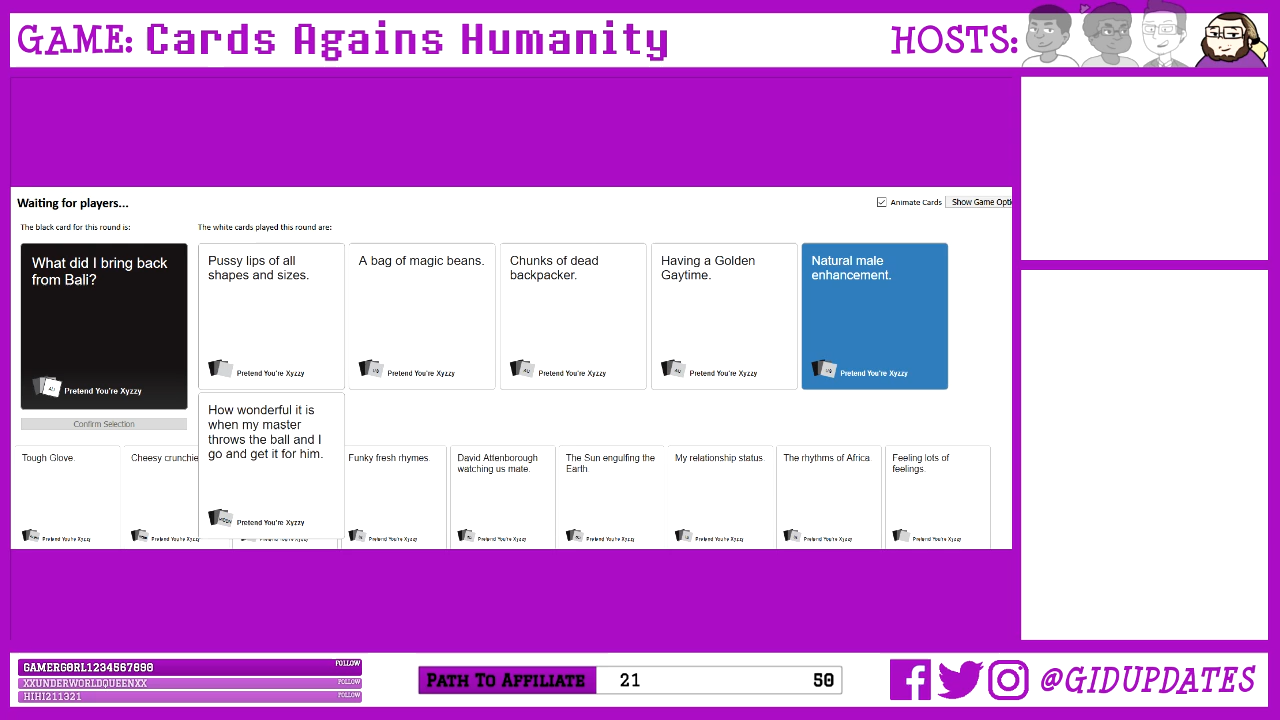 GAME: Cards Agains Humanity
HOSTS:
Waiting for players...
Animate Cards
Show Game Opti
The black card for this round is:
The white cards played this round are:
What did I bring back
from Bali?
Pretend You're Xyzzy
Confirm Selection
Pussy lips of all
shapes and sizes.
Pretend You're Xyzzy
A bag of magic beans.
Pretend You're Xyzzy
Chunks of dead
backpacker.
Pretend You're Xyzzy
Having a Golden
Gaytime.
Pretend You're Xyzzy
Natural male
enhancement.
Pretend You're Xyzzy
How wonderful it is
when my master
throws the ball and I
go and get it for him.
Pretend You're Xyzzy
Tough Glove.
Pretend You're Xyzzy
Cheesy crunchie
Pretend You're Xyzzy
Pretend You're Xyzzy
Funky fresh rhymes.
Pretend You're Xyzzy
David Attenborough
watching us mate.
Pretend You're Xyzzy
The Sun engulfing the
Earth
Pretend You're Xyzzy
My relationship status.
Pretend You're Xyzzy
The rhythms of Africa.
Pretend You're Xyzzy
Feeling lots of
feelings.
Pretend You're Xyzzy
GAMERG0RL1234567890 FOLLOW
XXUNDERWORLDQUEENXX FOLLOW
HIHI211321 FOLLOW
PATH TO AFFILIATE 21 50
@GIDUPDATES